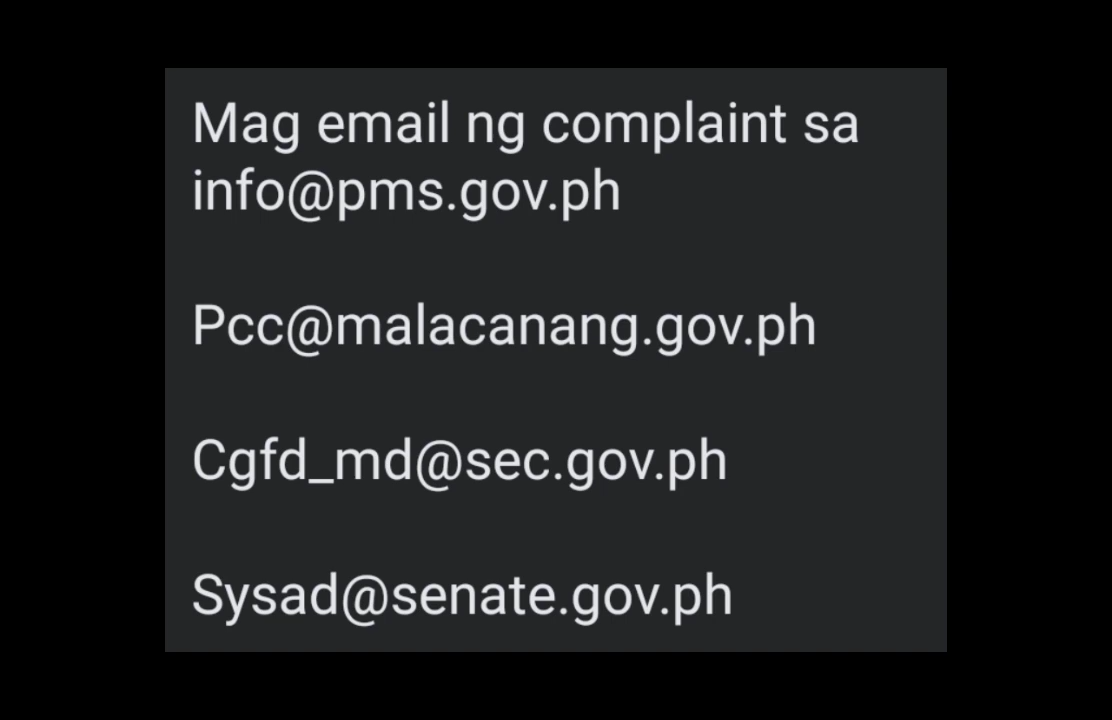 Mag email ng complaint sa
info@pms.gov.ph
Pcc@malacanang.gov.ph
Cgfd_md@sec.gov.ph
Sysad@senate.gov.ph